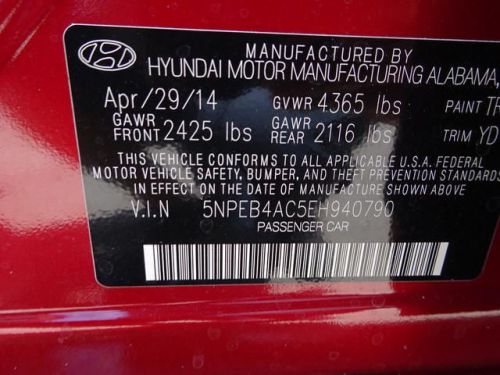 MANUFACTURED BY
HYUNDAI MOTOR MANUFACTURING ALABAMA,
Apr/29/14 GVWR 4365 lbs PAINT TR
GAWR FRONT 2425 lbs GAWR REAR 2116 lbs TRIM YD
THIS VEHICLE CONFORMS TO ALL APPLICABLE U.S.A. FEDERAL
MOTOR VEHICLE SAFETY, BUMPER, AND THEFT PREVENTION STANDARDS
IN EFFECT ON THE DATE OF MANUFACTURE SHOWN ABOVE.
V.I.N 5NPEB4AC5EH940790
PASSENGER CAR